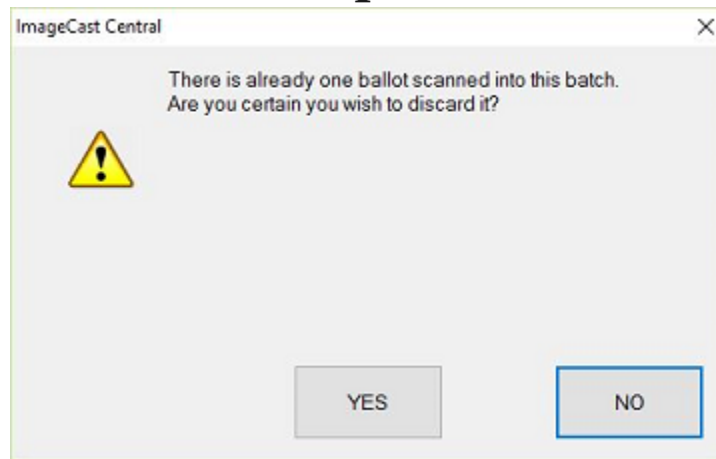 ImageCast Central
There is already one ballot scanned into this batch.
Are you certain you wish to discard it?
YES
NO